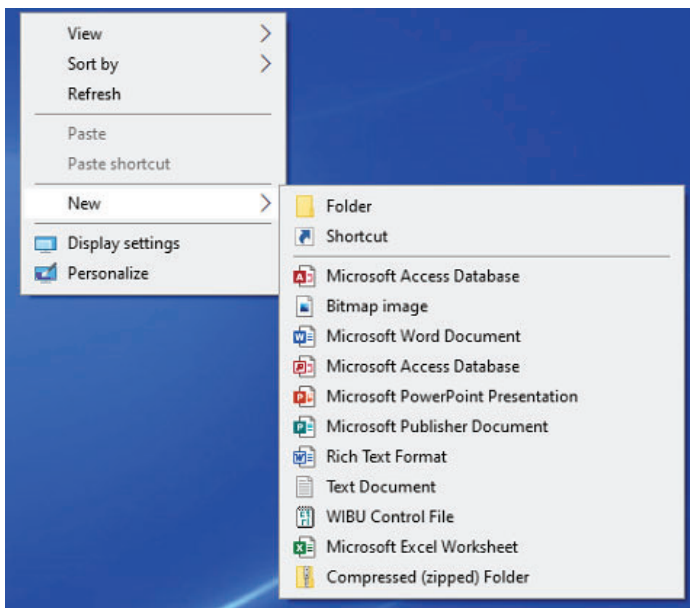 View
Sort by
Refresh
Paste
Paste shortcut
New
Display settings
Personalize
Folder
Shortcut
Microsoft Access Database
Bitmap image
Microsoft Word Document
Microsoft Access Database
Microsoft PowerPoint Presentation
Microsoft Publisher Document
Rich Text Format
Text Document
WIBU Control File
Microsoft Excel Worksheet
Compressed (zipped) Folder